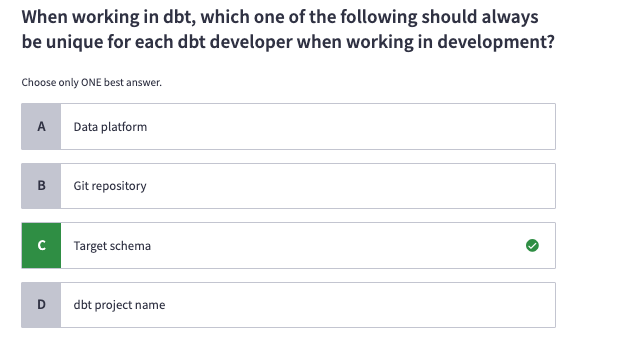 When working in dbt, which one of the following should always
be unique for each dbt developer when working in development?
Choose only ONE best answer.
A Data platform
B Git repository
C Target schema
D dbt project name